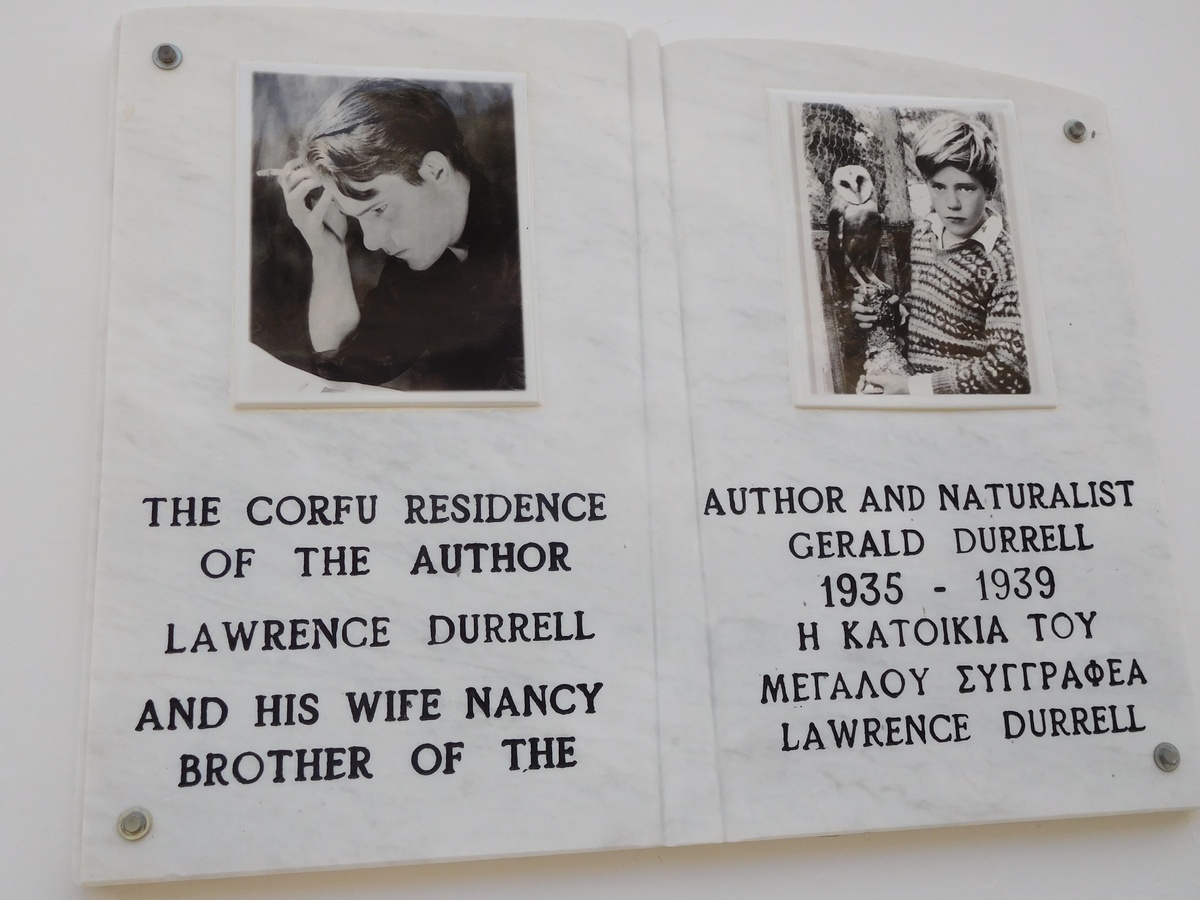 THE CORFU RESIDENCE
OF THE AUTHOR
LAWRENCE DURRELL
AND HIS WIFE NANCY
BROTHER OF THE
AUTHOR AND NATURALIST
GERALD DURRELL
1935 - 1939
Η ΚΑΤΟΙΚΙΑ ΤΟΥ
ΜΕΓΑΛΟΥ ΣΥΓΓΡΑΦΕΑ
LAWRENCE DURRELL